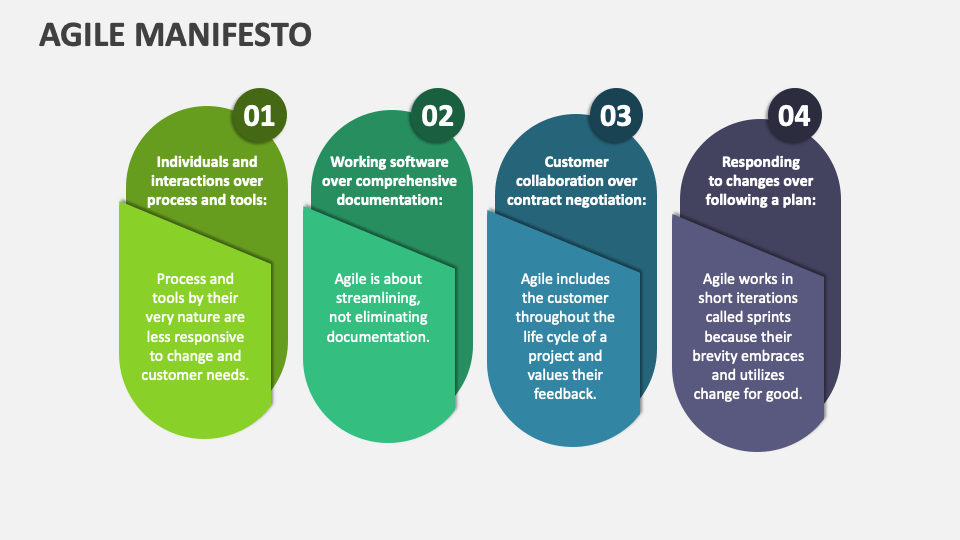 AGILE MANIFESTO
01
Individuals and
interactions over
process and tools:
Process and
tools by their
very nature are
less responsive
to change and
customer needs.
02
Working software
over comprehensive
documentation:
Agile is about
streamlining,
not eliminating
documentation.
03
Customer
collaboration over
contract negotiation:
Agile includes
the customer
throughout the
life cycle of a
project and
values their
feedback.
04
Responding
to changes over
following a plan:
Agile works in
short iterations
called sprints
because their
brevity embraces
and utilizes
change for good.